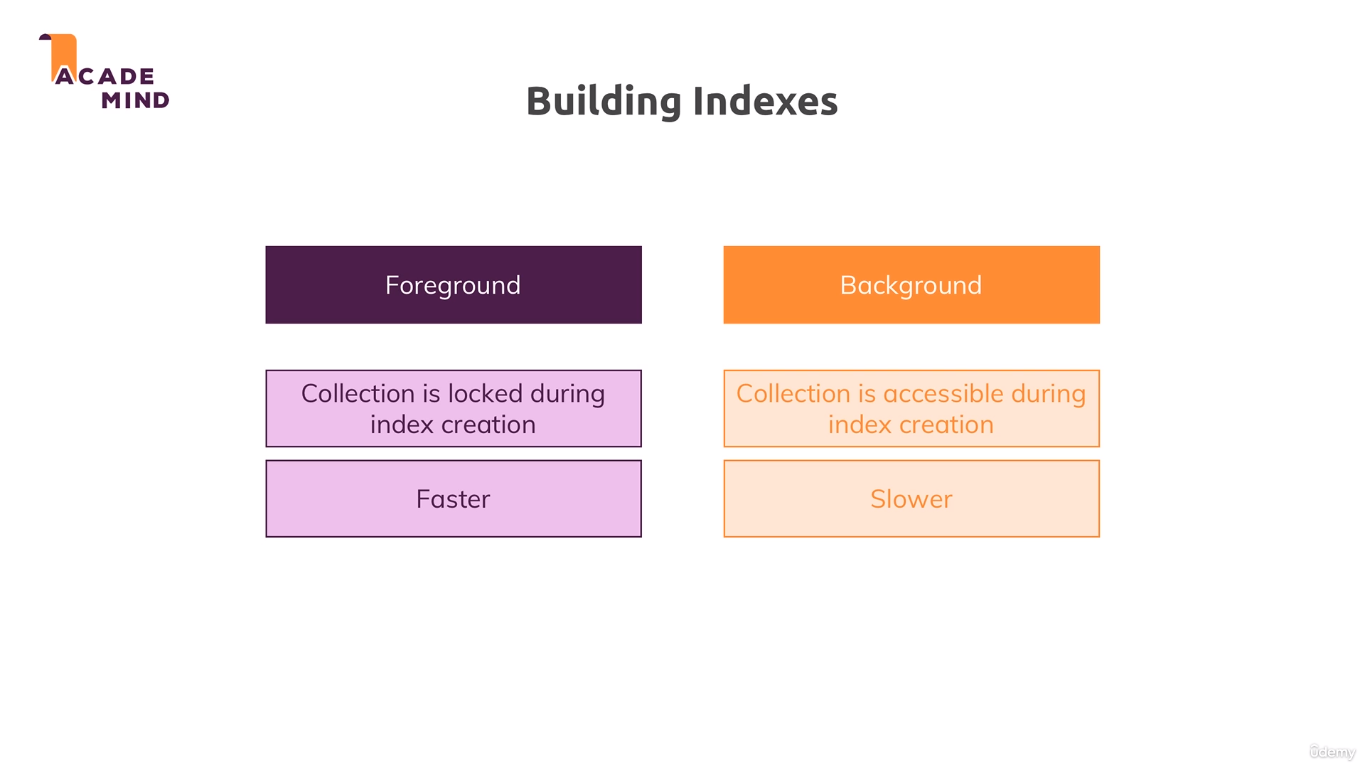 ACADE
MIND
Building Indexes
Foreground
Background
Collection is locked during
index creation
Collection is accessible during
index creation
Faster
Slower
ûdemy